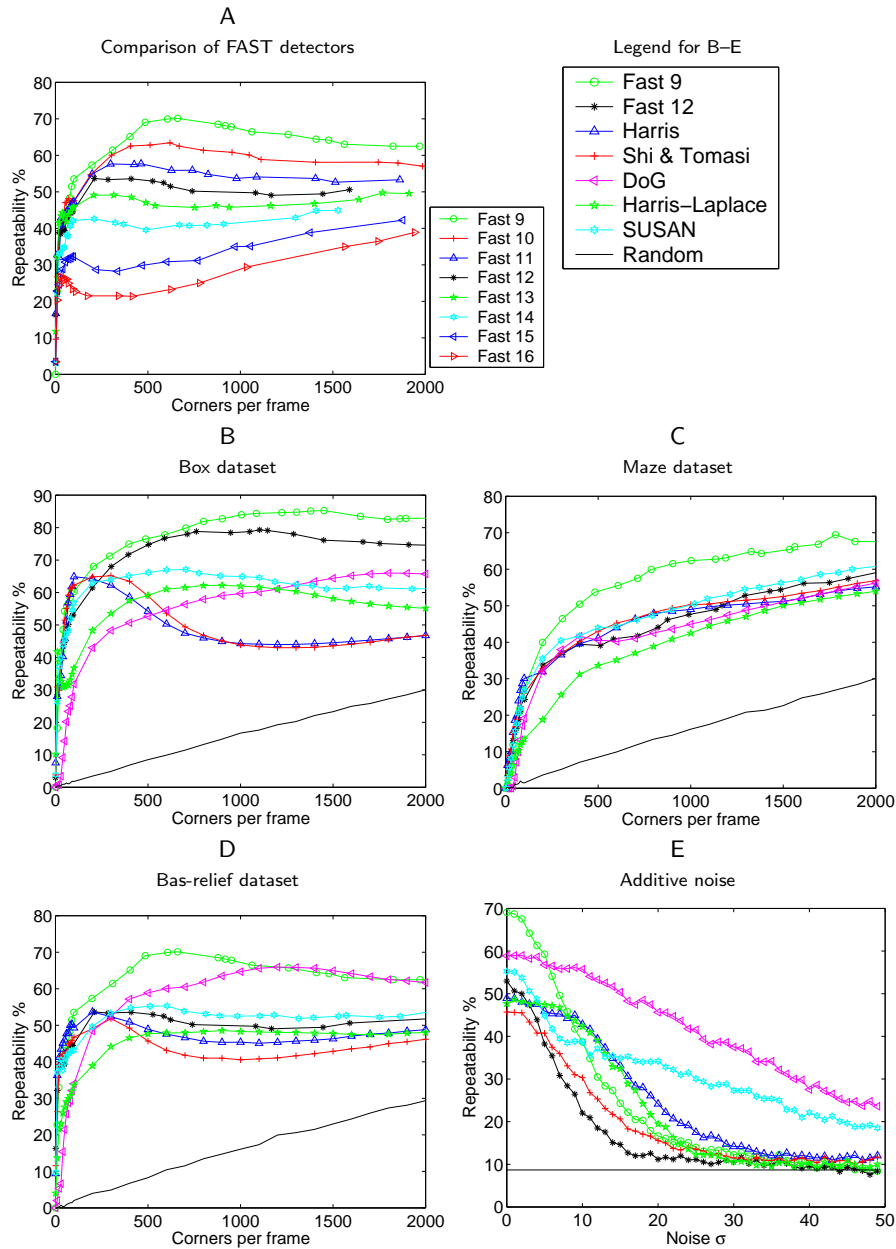 A
Comparison of FAST detectors
Legend for B–E
80
70
60
50
40
30
20
10
0
Repeatability %
0 500 1000 1500 2000
Corners per frame
Fast 9
Fast 10
Fast 11
Fast 12
Fast 13
Fast 14
Fast 15
Fast 16
Fast 9
Fast 12
Harris
Shi & Tomasi
DoG
Harris–Laplace
SUSAN
Random
B
Box dataset
90
80
70
60
50
40
30
20
10
0
Repeatability %
0 500 1000 1500 2000
Corners per frame
C
Maze dataset
80
70
60
50
40
30
20
10
0
Repeatability %
0 500 1000 1500 2000
Corners per frame
D
Bas-relief dataset
80
70
60
50
40
30
20
10
0
Repeatability %
0 500 1000 1500 2000
Corners per frame
E
Additive noise
70
60
50
40
30
20
10
0
Repeatability %
0 10 20 30 40 50
Noise σ